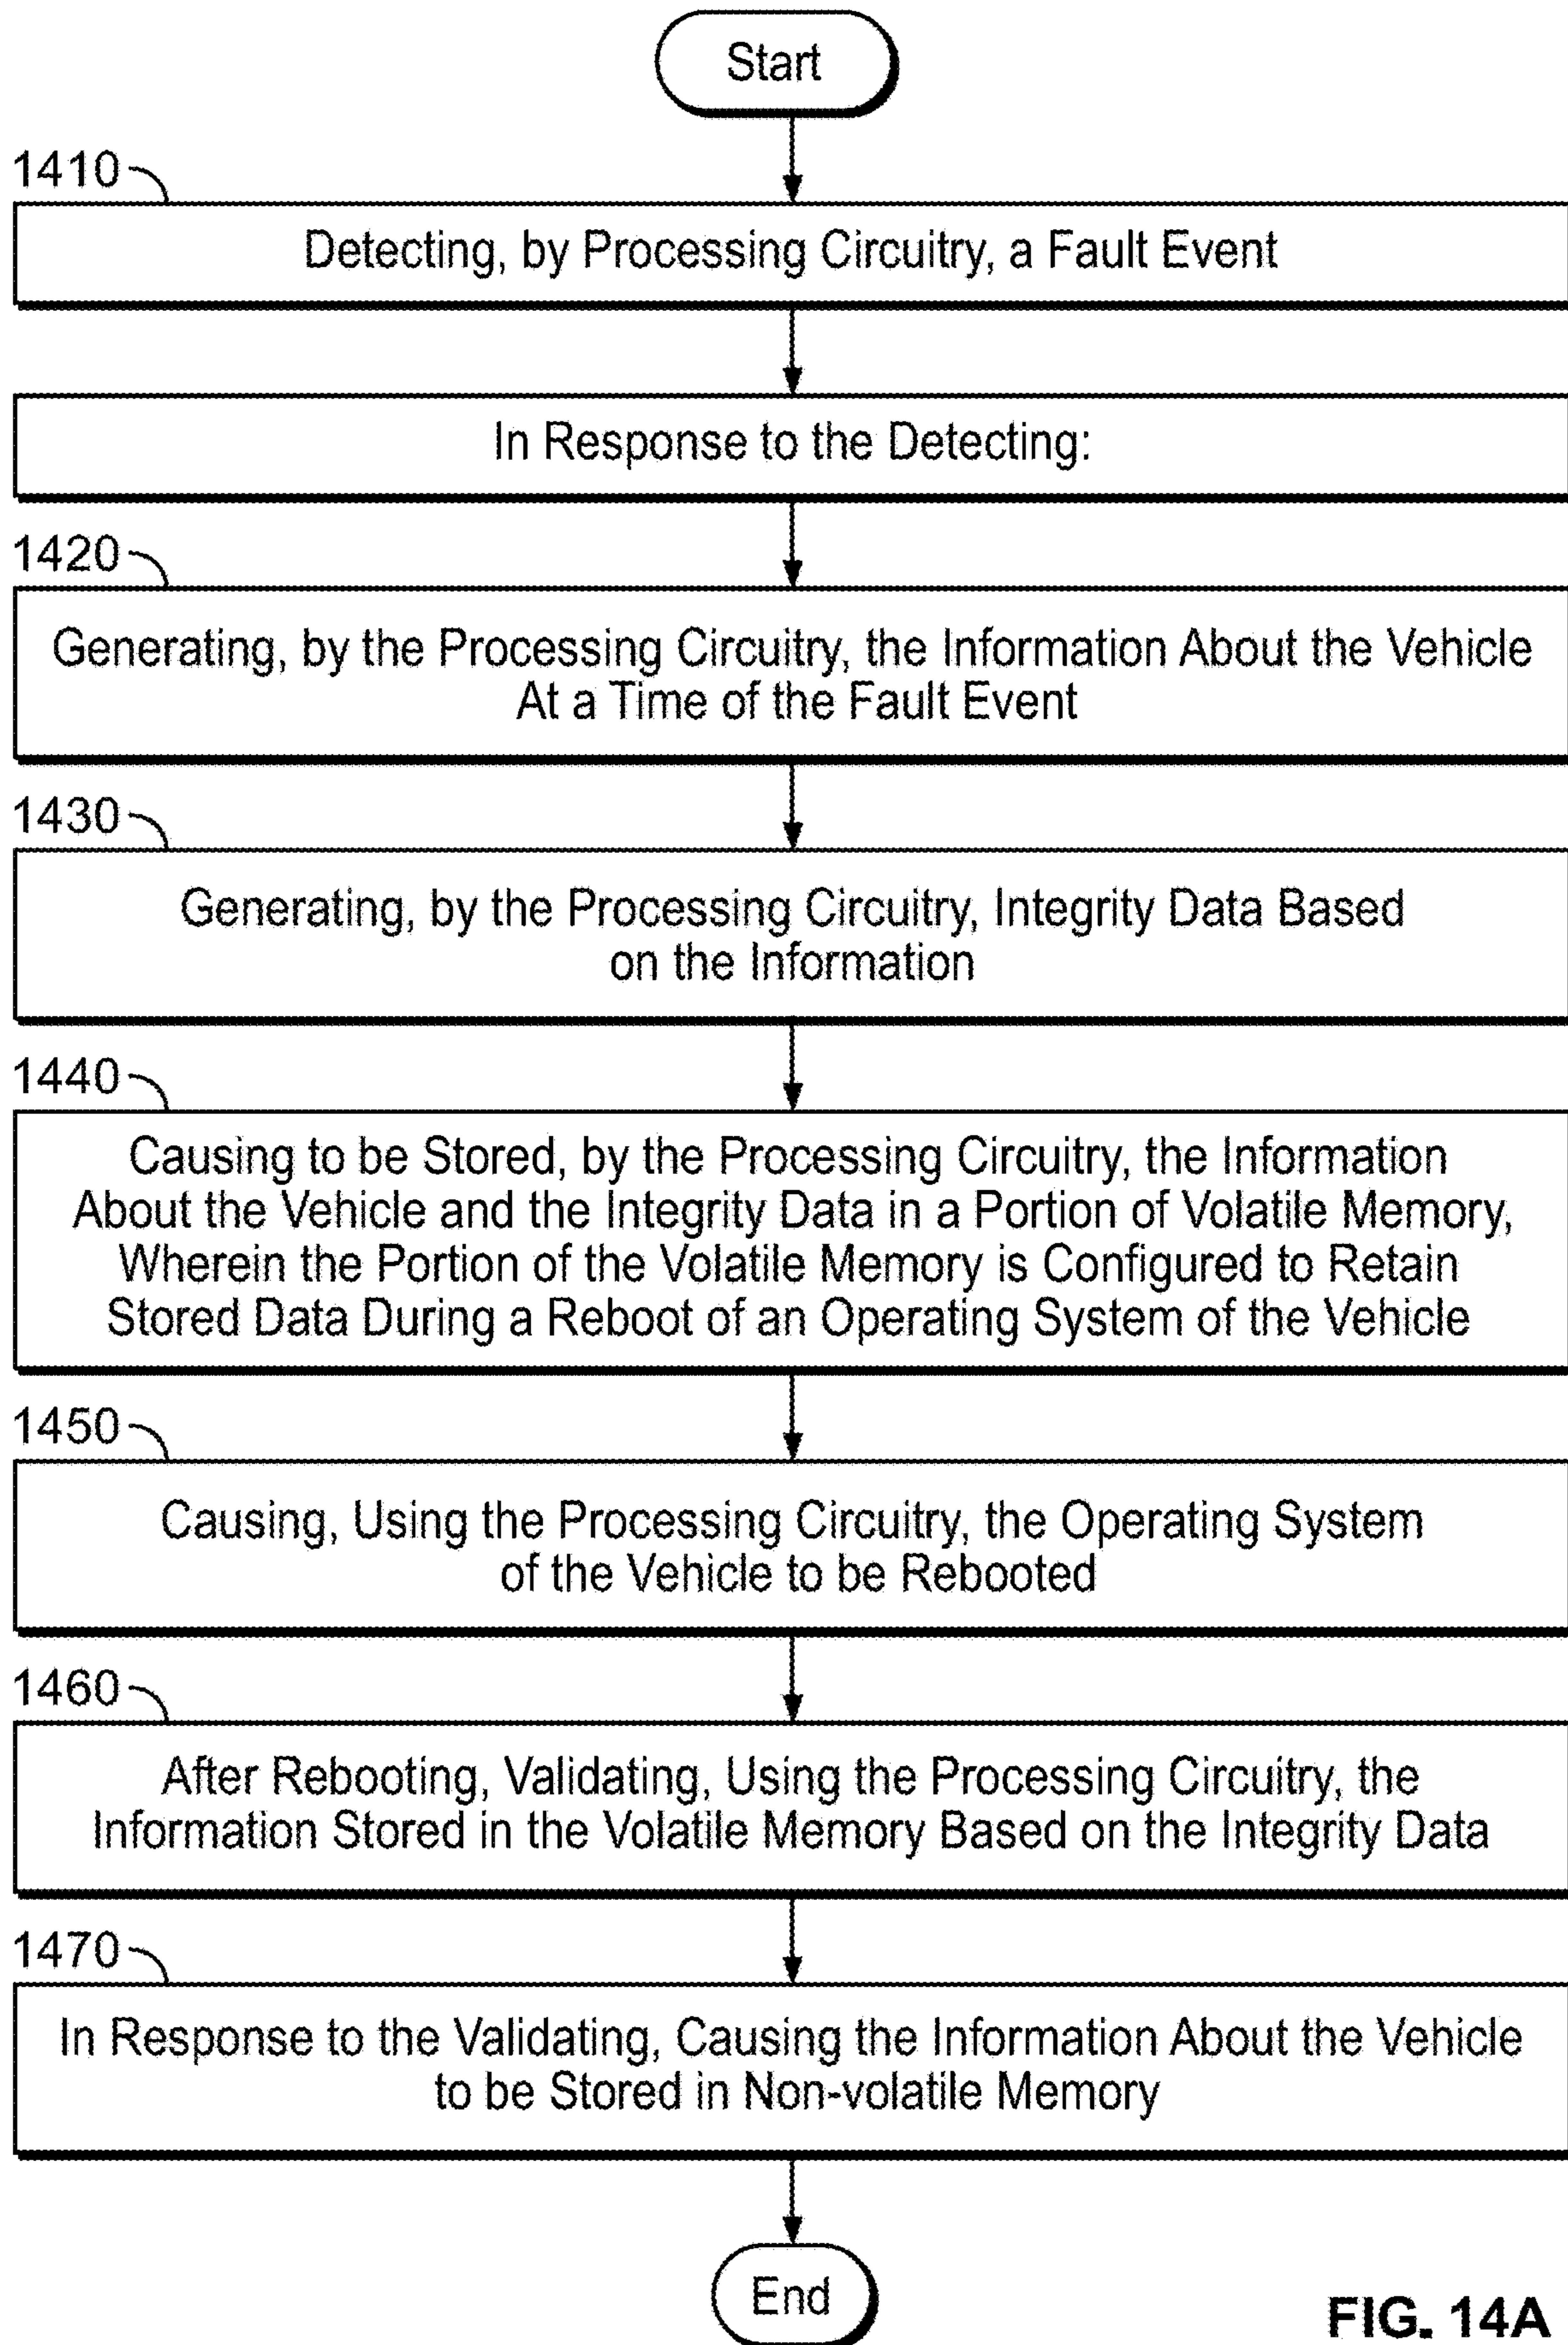 Start
1410
Detecting, by Processing Circuitry, a Fault Event
In Response to the Detecting:
1420
Generating, by the Processing Circuitry, the Information About the Vehicle
At a Time of the Fault Event
1430
Generating, by the Processing Circuitry, Integrity Data Based
on the Information
1440
Causing to be Stored, by the Processing Circuitry, the Information
About the Vehicle and the Integrity Data in a Portion of Volatile Memory,
Wherein the Portion of the Volatile Memory is Configured to Retain
Stored Data During a Reboot of an Operating System of the Vehicle
1450
Causing, Using the Processing Circuitry, the Operating System
of the Vehicle to be Rebooted
1460
After Rebooting, Validating, Using the Processing Circuitry, the
Information Stored in the Volatile Memory Based on the Integrity Data
1470
In Response to the Validating, Causing the Information About the Vehicle
to be Stored in Non-volatile Memory
End
FIG. 14A